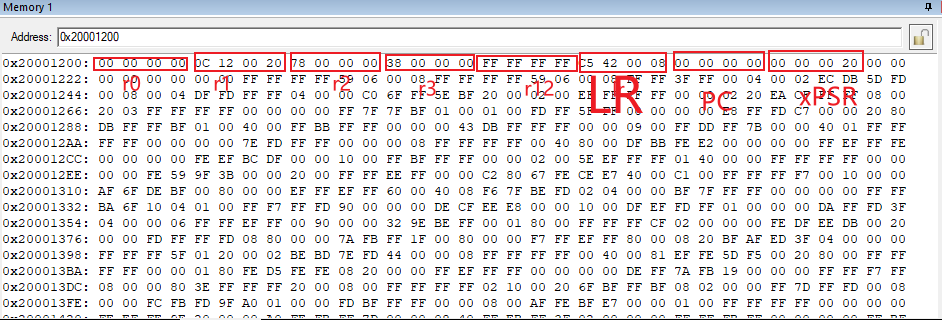 Memory 1
Address: 0x20001200
0x20001200: 00 00 00 00 0C 12 00 20 78 00 00 00 38 00 00 00 FF FF FF FF C5 42 00 08 00 00 00 00 00 00 00 20 00 00
r0 r1 r2 r3 r12 LR PC xPSR
0x20001222: 00 00 00 00 00 FF FF FF FF FF 06 00 08 FF FF FF FF 59 06 00 08 FF FF 3F FF 00 04 00 02 EC DB 5D FD
0x20001244: 00 08 00 04 DF FD FF FF 04 00 00 C0 6F FF 5E BF 20 00 02 00 FF 00 20 EA 08 00
0x20001266: 20 03 FF FF FF FF FF 00 00 00 FF 7F 7F BF 01 00 01 00 FD FF 00 00 E8 FF FD C7 00 00 20 80
0x20001288: DB FF FF BF 01 00 40 00 FF BB FF FF 00 00 00 43 DB FF FF FF 00 00 09 00 FF DD FF 7B 00 00 40 01 FF FF
0x200012AA: FF FF 00 00 00 00 7E FD FF FF 00 00 00 08 FF FF FF FF 00 40 80 00 DF BB FE E2 00 00 00 00 FF EF FF FE
0x200012CC: 00 00 00 00 FE EF BC DF 00 00 10 00 FF BF FF FF 00 00 02 00 5E EF FF FF 01 40 00 00 FF FF FF FF 00 00
0x200012EE: 00 00 FE 59 9F 3B 00 00 20 00 FF FF EE FF 00 00 C2 80 67 FE CE E7 40 00 C1 00 FF FF FF F7 00 10 00 00
0x20001310: AF 6F DE BF 00 80 00 00 EF FF EF FF 60 00 40 08 F6 7F BE FD 02 04 00 00 BF 7F FF FF 00 00 00 00 FF FF
0x20001332: BA 6F 10 04 01 00 FF F7 FF FD 90 00 00 00 DE CF EE E8 00 00 10 00 DF EF FD FF 01 00 00 00 DA FF FD 3F
0x20001354: 04 00 00 06 FF FF EF FF 00 90 00 00 32 9E BE FF 00 01 80 00 FF FF FF CF 02 00 00 00 FE DF EE DB 00 20
0x20001376: 00 00 FD FF FF FD 08 80 00 00 7A FB FF 1F 00 80 00 00 F7 FF EF FF 80 00 08 20 BF AF ED 3F 04 00 00 00
0x20001398: FF FF FF 5F 01 20 00 02 BE BD 7E FD 44 00 00 08 FF FF FF FF 00 40 00 81 EF FE 5D F5 00 20 80 00 FF FF
0x200013BA: FF FF 00 00 01 80 FE D5 FE FE 08 20 00 00 FF EF FF FF 00 00 00 00 DE FF 7A FB 19 00 00 00 FF FF F7 FF
0x200013DC: 08 00 00 80 3E FF FF FF 20 00 08 00 FF FF FF FF 02 10 00 20 6F BF FF BF 08 02 00 00 FF 7D FF FD 00 08
0x200013FE: 00 00 FC FB FD 9F A0 01 00 00 FD BF FF FF 00 00 08 00 AF FE BF E7 00 00 01 00 FF FF FF FF 00 00 00 00